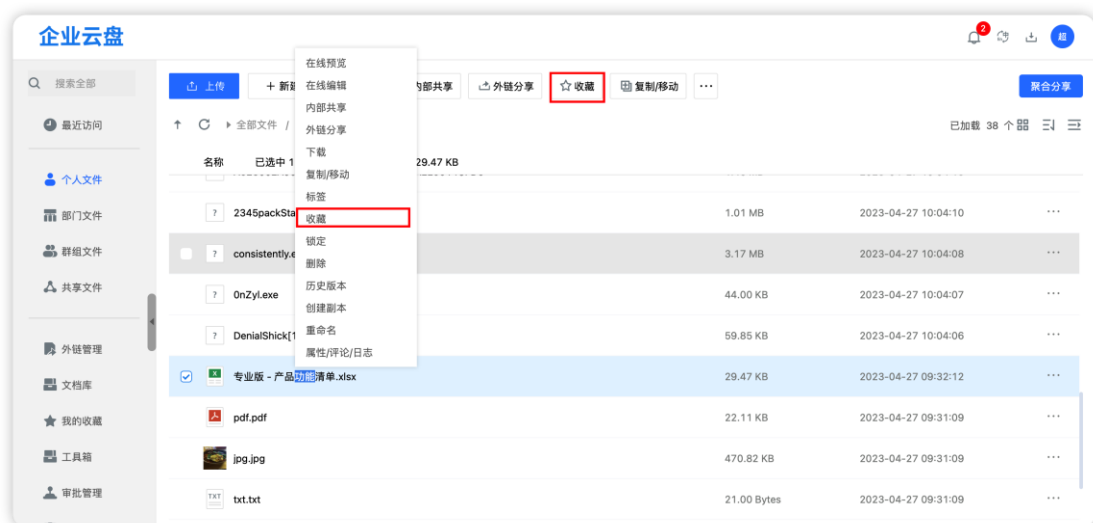 企业云盘
2
超
搜索全部
上传
+ 新建
内部共享
外链分享
收藏
复制/移动
...
聚合分享
最近访问
全部文件 /
已加载 38 个
名称
已选中 1
29.47 KB
在线预览
在线编辑
内部共享
外链分享
下载
复制/移动
标签
收藏
锁定
删除
历史版本
创建副本
重命名
属性/评论/日志
个人文件
部门文件
群组文件
共享文件
外链管理
文档库
我的收藏
工具箱
审批管理
2345packSta
1.01 MB
2023-04-27 10:04:10
...
consistently.e
3.17 MB
2023-04-27 10:04:08
...
0nZyl.exe
44.00 KB
2023-04-27 10:04:07
...
DenialShick[1
59.85 KB
2023-04-27 10:04:06
...
专业版 - 产品功能清单.xlsx
29.47 KB
2023-04-27 09:32:12
...
pdf.pdf
22.11 KB
2023-04-27 09:31:09
...
jpg.jpg
470.82 KB
2023-04-27 09:31:09
...
TXT
txt.txt
21.00 Bytes
2023-04-27 09:31:09
...